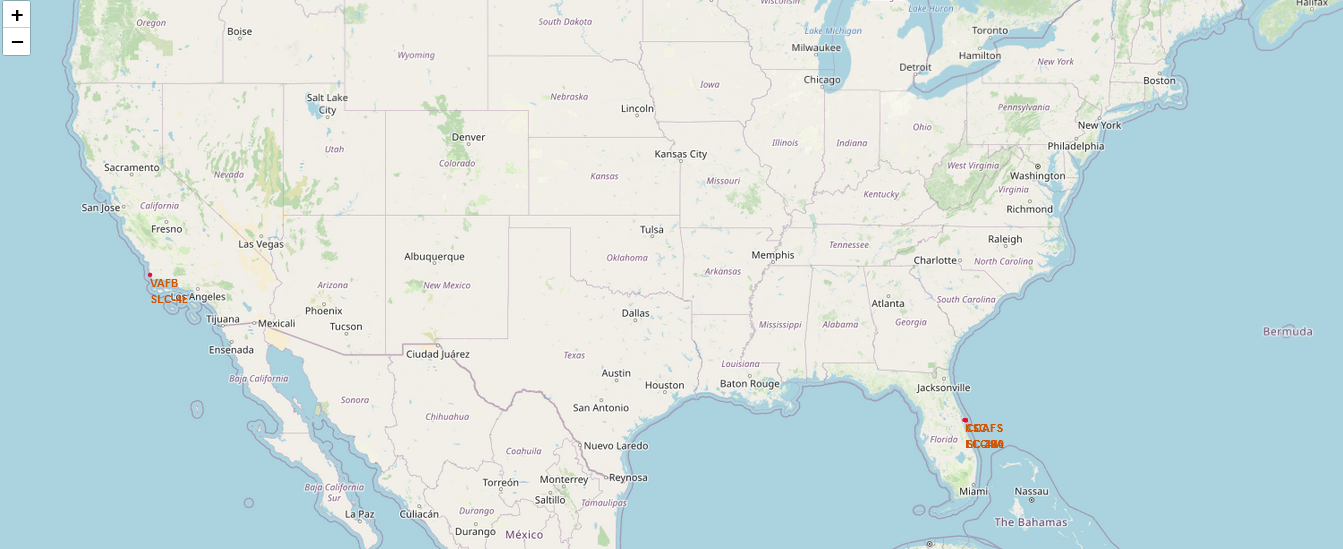 +
−
Oregon
Boise
South Dakota
Wisconsin
Lake Huron
Halifax
Wyoming
Lake Michigan
Milwaukee
Toronto
Hamilton
New York
Detroit
Chicago
Boston
Salt Lake
City
Nebraska
Iowa
Lincoln
Pennsylvania
New York
Denver
Utah
Colorado
Illinois
Indiana
Ohio
Philadelphia
Sacramento
Nevada
Kansas City
Kansas
Missouri
West Virginia
Washington
Virginia
Kentucky
San Jose
California
Richmond
Fresno
Las Vegas
Tulsa
Tennessee
Raleigh
Albuquerque
Oklahoma
Memphis
Charlotte
North Carolina
VAFB
SLC-4E
Los Angeles
Arizona
New Mexico
Arkansas
Phoenix
Tucson
Tijuana
Mexicali
Dallas
Mississippi
Alabama
Atlanta
Georgia
South Carolina
Bermuda
Ensenada
Ciudad Juárez
Texas
Louisiana
Baja California
Austin
Houston
Baton Rouge
Jacksonville
Sonora
Chihuahua
San Antonio
Florida
Nuevo Laredo
Coahuila
Baja California
Sur
Torreón
Monterrey
Reynosa
Saltillo
Tamaulipas
Miami
Nassau
La Paz
Culiacán
Durango
Durango
México
The Bahamas